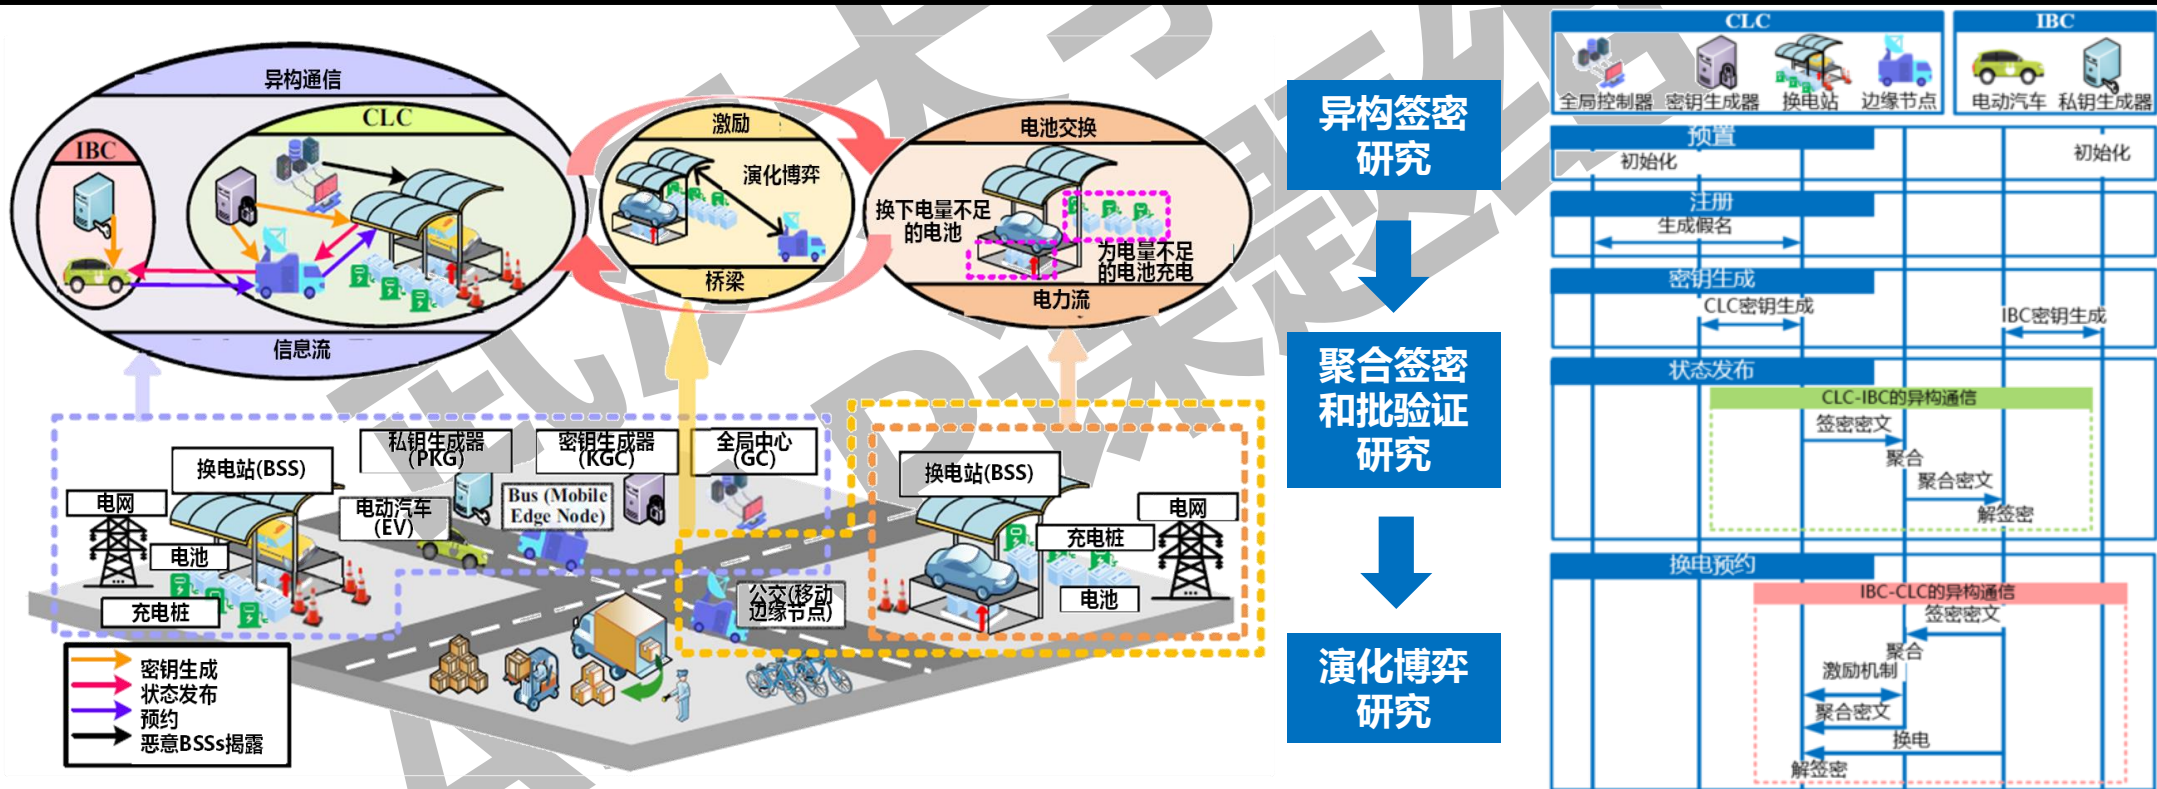 异构通信
CLC
IBC
信息流
激励
演化博弈
桥梁
电池交换
换下电量不足
的电池
为电量不足
的电池充电
电力流
换电站(BSS)
电网
电池
充电桩
私钥生成器
(PKG)
密钥生成器
(KGC)
全局中心
(GC)
电动汽车
(EV)
Bus (Mobile
Edge Node)
公交(移动
边缘节点)
换电站(BSS)
电网
充电桩
电池
密钥生成
状态发布
预约
恶意BSSs揭露
异构签密
研究
聚合签密
和批验证
研究
演化博弈
研究
CLC
IBC
全局控制器
密钥生成器
换电站
边缘节点
电动汽车
私钥生成器
预置
初始化
初始化
注册
生成假名
密钥生成
CLC密钥生成
IBC密钥生成
状态发布
CLC-IBC的异构通信
签密密文
聚合
聚合密文
解签密
换电预约
IBC-CLC的异构通信
签密密文
聚合
激励机制
聚合密文
换电
解签密